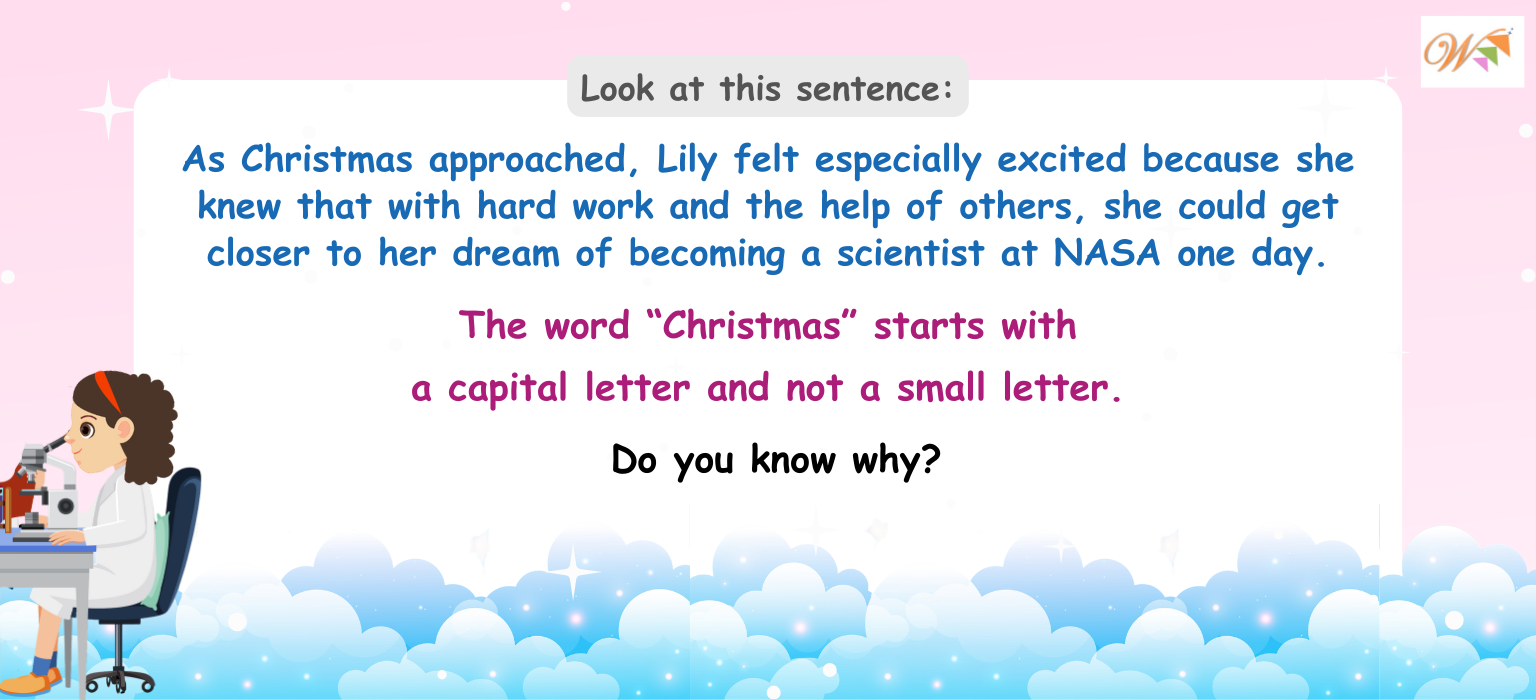 W
Look at this sentence:
As Christmas approached, Lily felt especially excited because she
knew that with hard work and the help of others, she could get
closer to her dream of becoming a scientist at NASA one day.
The word “Christmas” starts with
a capital letter and not a small letter.
Do you know why?